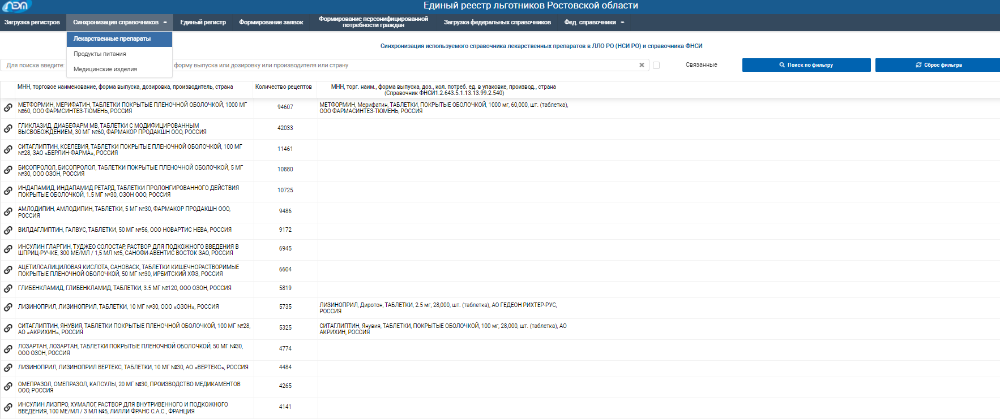 ЛЭМ
Единый реестр льготников Ростовской области
Загрузка регистров
Синхронизация справочников
Единый регистр
Формирование заявок
Формирование персонифицированной
потребности граждан
Загрузка федеральных справочников
Фед. справочники
Лекарственные препараты
Продукты питания
Медицинские изделия
Синхронизация используемого справочника лекарственных препаратов в ЛЛО РО (НСИ РО) и справочника ФНСИ
Для поиска введите: форму выпуска или дозировку или производителя или страну
Связанные
Поиск по фильтру
Сброс фильтра
МНН, торговое наименование, форма выпуска, дозировка, производитель, страна
Количество рецептов
МНН, торг. наим., форма выпуска, доз., кол. потреб. ед. в упаковке, производ., страна
(Справочник ФНСИ1.2.643.5.1.13.13.99.2.540)
МЕТФОРМИН, МЕРИФАТИН, ТАБЛЕТКИ ПОКРЫТЫЕ ПЛЕНОЧНОЙ ОБОЛОЧКОЙ, 1000 МГ
№60, ООО ФАРМСИНТЕЗ-ТЮМЕНЬ, РОССИЯ
94607
МЕТФОРМИН, Мерифатин, ТАБЛЕТКИ, ПОКРЫТЫЕ ОБОЛОЧКОЙ, 1000 мг, 60,000, шт. (таблетка),
ООО ФАРМАСИНТЕЗ-ТЮМЕНЬ, РОССИЯ
ГЛИКЛАЗИД, ДИАБЕФАРМ МВ, ТАБЛЕТКИ С МОДИФИЦИРОВАННЫМ
ВЫСВОБОЖДЕНИЕМ, 30 МГ №60, ФАРМАКОР ПРОДАКШН ООО, РОССИЯ
42033
СИТАГЛИПТИН, КСЕЛЕВИЯ, ТАБЛЕТКИ ПОКРЫТЫЕ ПЛЕНОЧНОЙ ОБОЛОЧКОЙ, 100 МГ
№28, ЗАО «БЕРЛИН-ФАРМА», РОССИЯ
11461
БИСОПРОЛОЛ, БИСОПРОЛОЛ, ТАБЛЕТКИ ПОКРЫТЫЕ ПЛЕНОЧНОЙ ОБОЛОЧКОЙ, 5 МГ
№30, ООО ОЗОН, РОССИЯ
10880
ИНДАПАМИД, ИНДАПАМИД РЕТАРД, ТАБЛЕТКИ ПРОЛОНГИРОВАННОГО ДЕЙСТВИЯ
ПОКРЫТЫЕ ОБОЛОЧКОЙ, 1.5 МГ №30, ОЗОН ООО, РОССИЯ
10725
АМЛОДИПИН, АМЛОДИПИН, ТАБЛЕТКИ, 5 МГ №30, ФАРМАКОР ПРОДАКШН ООО,
РОССИЯ
9486
ВИЛДАГЛИПТИН, ГАЛВУС, ТАБЛЕТКИ, 50 МГ №56, ООО НОВАРТИС НЕВА, РОССИЯ
9172
ИНСУЛИН ГЛАРГИН, ТУДЖЕО СОЛОСТАР, РАСТВОР ДЛЯ ПОДКОЖНОГО ВВЕДЕНИЯ В
ШПРИЦ-РУЧКЕ, 300 МЕ/МЛ / 1,5 МЛ №5, САНОФИ-АВЕНТИС ВОСТОК ЗАО, РОССИЯ
6945
АЦЕТИЛСАЛИЦИЛОВАЯ КИСЛОТА, САНОВАСК, ТАБЛЕТКИ КИШЕЧНОРАСТВОРИМЫЕ
ПОКРЫТЫЕ ПЛЕНОЧНОЙ ОБОЛОЧКОЙ, 50 МГ №30, ИРБИТСКИЙ ХФЗ, РОССИЯ
6604
ГЛИБЕНКЛАМИД, ГЛИБЕНКЛАМИД, ТАБЛЕТКИ, 3.5 МГ №120, ООО ОЗОН, РОССИЯ
5819
ЛИЗИНОПРИЛ, ЛИЗИНОПРИЛ, ТАБЛЕТКИ, 10 МГ №30, ООО «ОЗОН», РОССИЯ
5735
ЛИЗИНОПРИЛ, Диротон, ТАБЛЕТКИ, 2.5 мг, 28,000, шт. (таблетка), АО ГЕДЕОН РИХТЕР-РУС,
РОССИЯ
СИТАГЛИПТИН, ЯНУВИЯ, ТАБЛЕТКИ ПОКРЫТЫЕ ПЛЕНОЧНОЙ ОБОЛОЧКОЙ, 100 МГ №28,
АО «АКРИХИН», РОССИЯ
5325
СИТАГЛИПТИН, Янувия, ТАБЛЕТКИ, ПОКРЫТЫЕ ОБОЛОЧКОЙ, 100 мг, 28,000, шт. (таблетка), АО
АКРИХИН, РОССИЯ
ЛОЗАРТАН, ЛОЗАРТАН, ТАБЛЕТКИ ПОКРЫТЫЕ ПЛЕНОЧНОЙ ОБОЛОЧКОЙ, 50 МГ №30,
ООО ОЗОН, РОССИЯ
4774
ЛИЗИНОПРИЛ, ЛИЗИНОПРИЛ ВЕРТЕКС, ТАБЛЕТКИ, 10 МГ №30, АО «ВЕРТЕКС», РОССИЯ
4484
ОМЕПРАЗОЛ, ОМЕПРАЗОЛ, КАПСУЛЫ, 20 МГ №30, ПРОИЗВОДСТВО МЕДИКАМЕНТОВ
ООО, РОССИЯ
4265
ИНСУЛИН ЛИЗПРО, ХУМАЛОГ, РАСТВОР ДЛЯ ВНУТРИВЕННОГО И ПОДКОЖНОГО
ВВЕДЕНИЯ, 100 МЕ/МЛ / 3 МЛ №5, ЛИЛЛИ ФРАНС С.А.С., ФРАНЦИЯ
4141